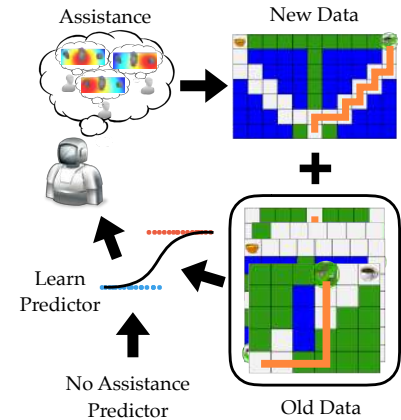 Assistance
New Data
Learn
Predictor
No Assistance
Predictor
Old Data